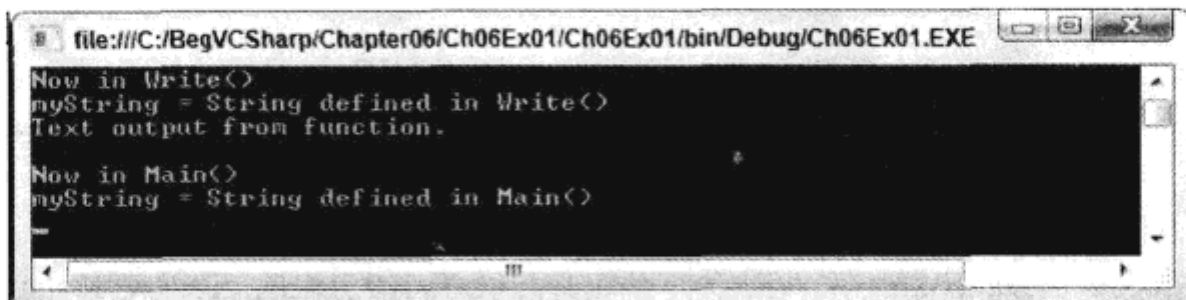 file:///C:/BegVCSharp/Chapter06/Ch06Ex01/Ch06Ex01/bin/Debug/Ch06Ex01.EXE
Now in Write()
myString = String defined in Write()
Text output from function.
Now in Main()
myString = String defined in Main()